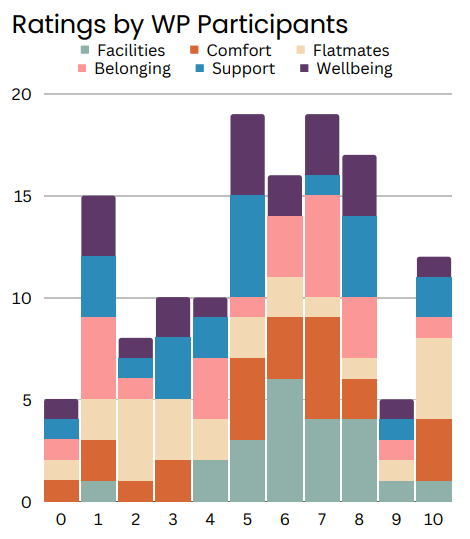 Ratings by WP Participants
Facilities Comfort Flatmates
Belonging Support Wellbeing
20
15
10
5
0
0 1 2 3 4 5 6 7 8 9 10